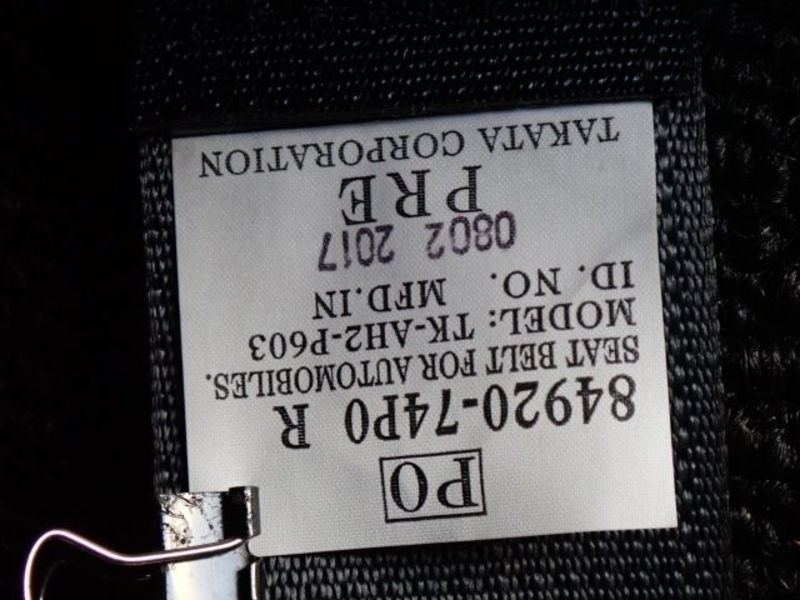 PO
84920-74P0 R
SEAT BELT FOR AUTOMOBILES.
MODEL: TK-AH2-P603
ID. NO. MFD.IN
0802 2017
PRE
TAKATA CORPORATION